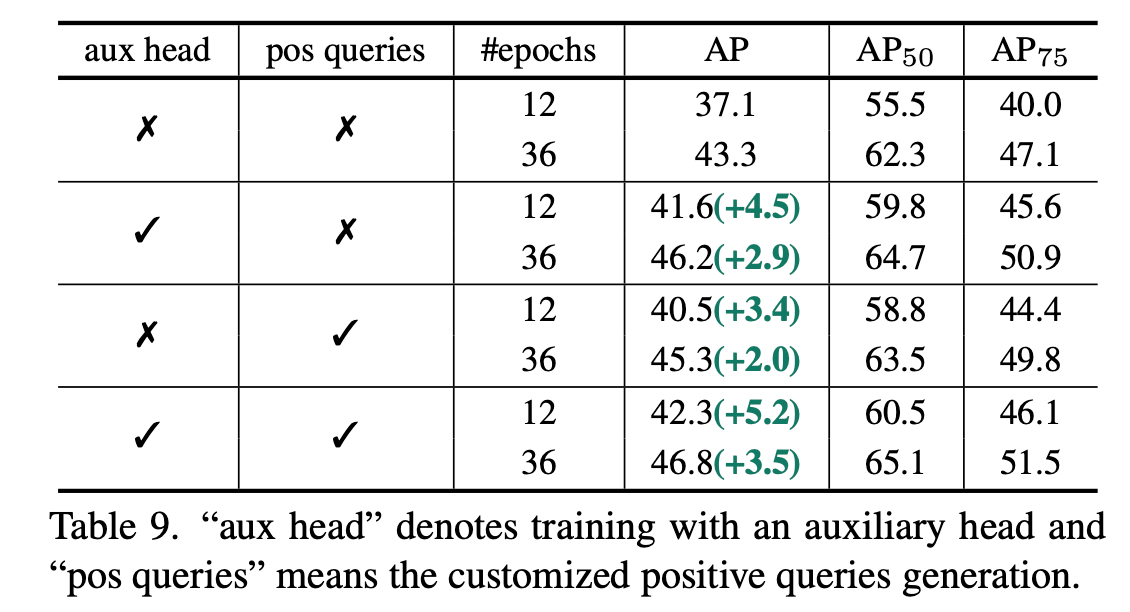 aux head pos queries #epochs AP AP50 AP75
12 37.1 55.5 40.0
✗ ✗
36 43.3 62.3 47.1
12 41.6(+4.5) 59.8 45.6
✓ ✗
36 46.2(+2.9) 64.7 50.9
12 40.5(+3.4) 58.8 44.4
✗ ✓
36 45.3(+2.0) 63.5 49.8
12 42.3(+5.2) 60.5 46.1
✓ ✓
36 46.8(+3.5) 65.1 51.5
Table 9. “aux head” denotes training with an auxiliary head and
“pos queries” means the customized positive queries generation.